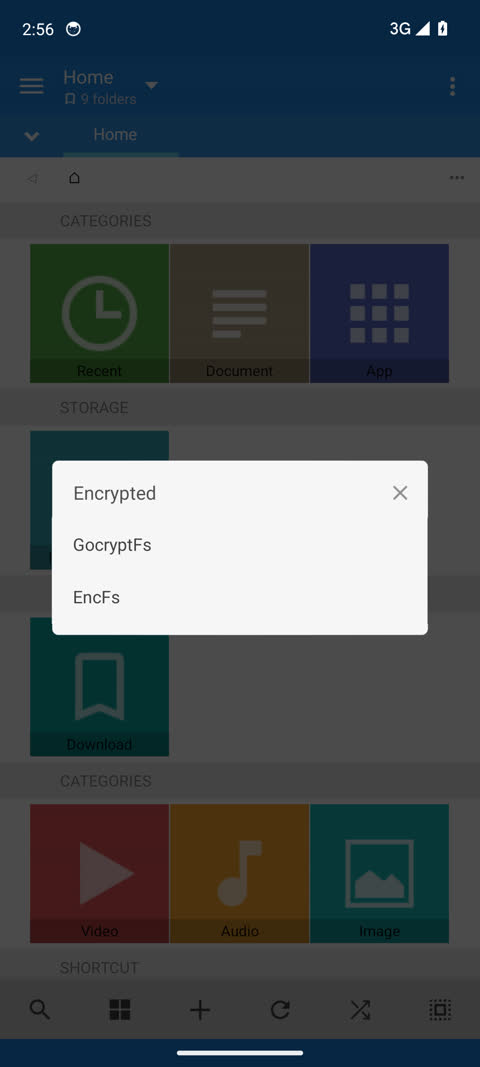 2:56
3G
Home
9 folders
Home
CATEGORIES
Recent
Document
App
STORAGE
Encrypted
GocryptFs
EncFs
Download
CATEGORIES
Video
Audio
Image
SHORTCUT